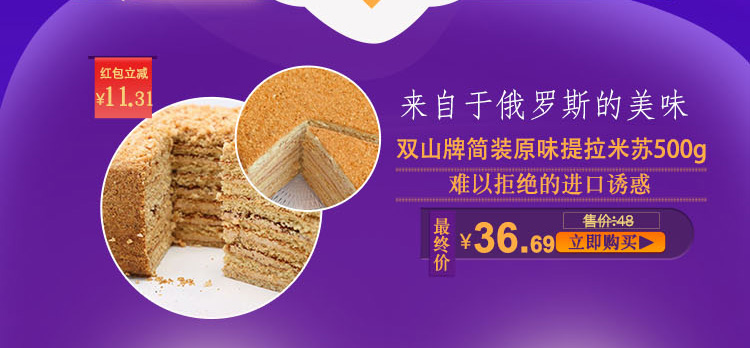 红包立减
¥11.31
来自于俄罗斯的美味
双山牌简装原味提拉米苏500g
难以拒绝的进口诱惑
最终价
¥36.69
售价:48
立即购买▶